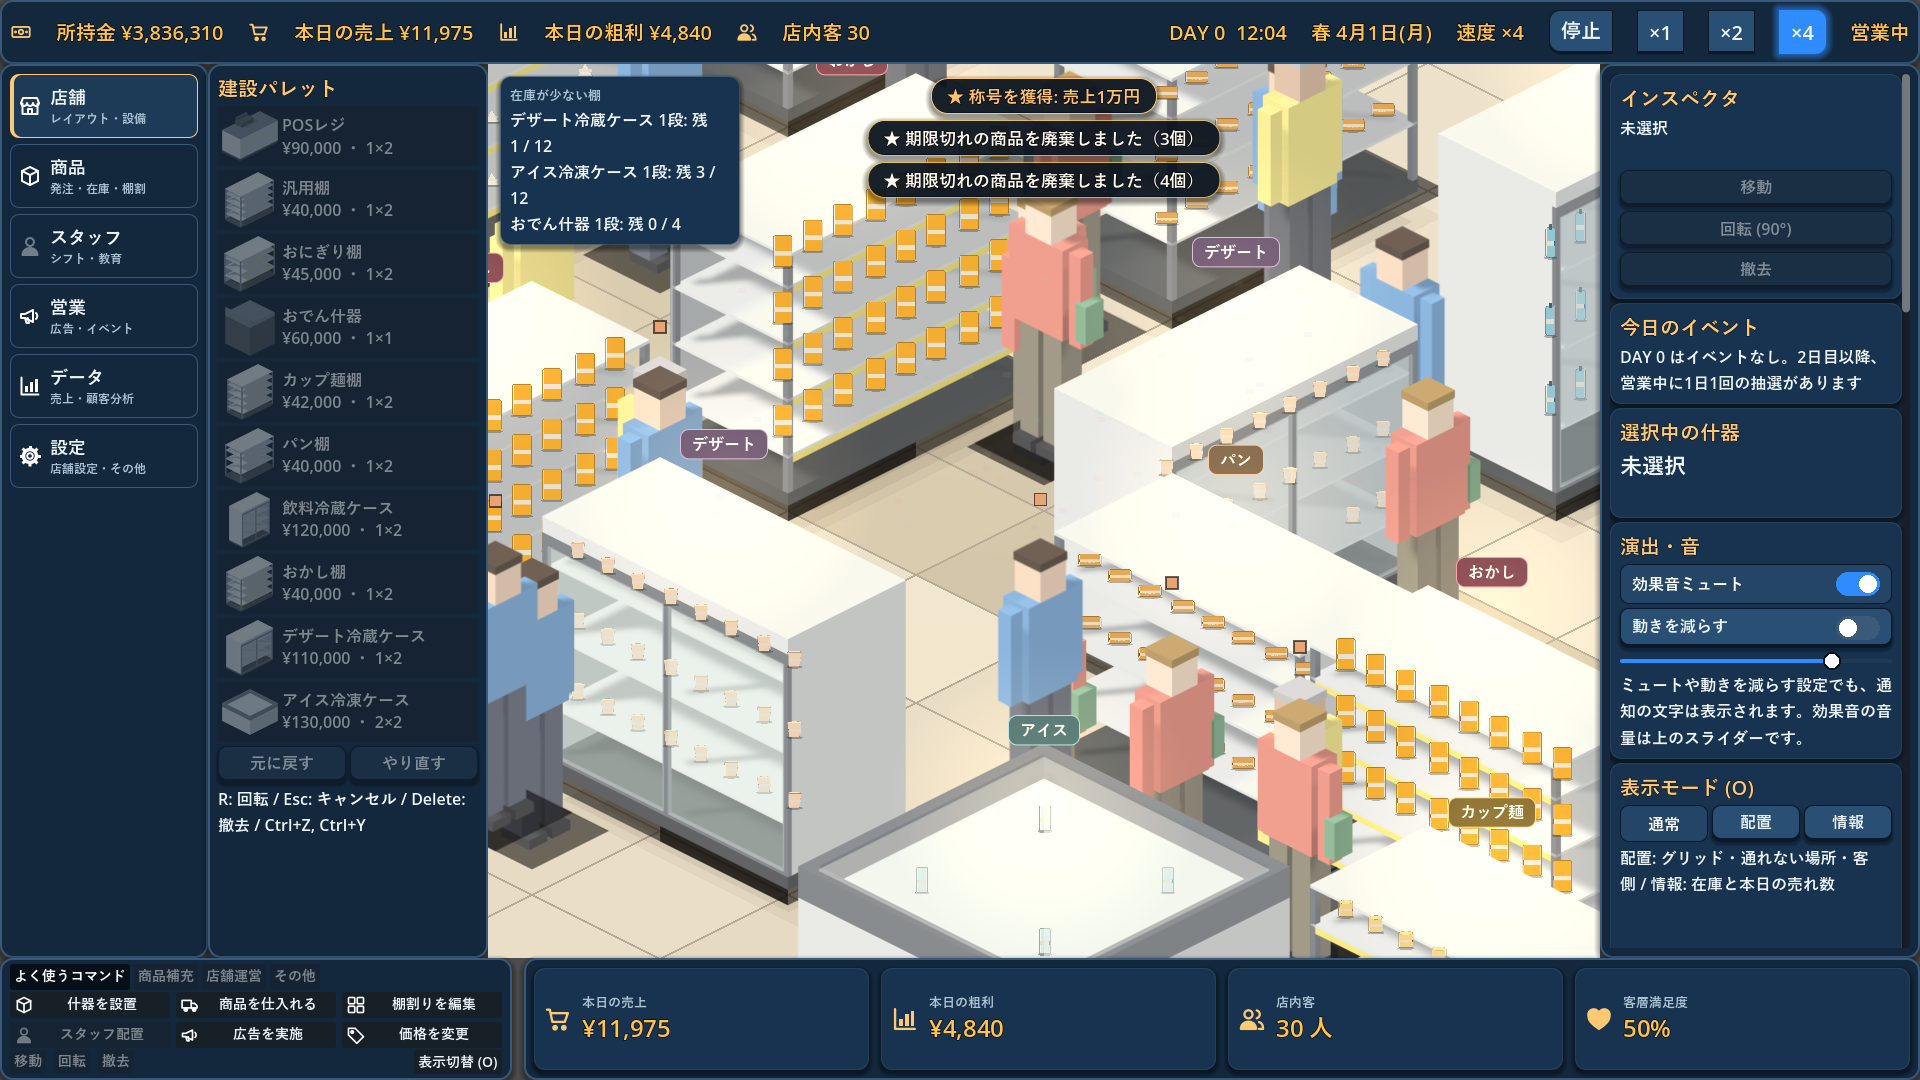 所持金 ¥3,836,310
本日の売上 ¥11,975
本日の粗利 ¥4,840
店内客 30
DAY 0 12:04
春 4月1日(月)
速度 ×4
停止
×1
×2
×4
営業中
店舗
レイアウト・設備
商品
発注・在庫・棚割
スタッフ
シフト・教育
営業
広告・イベント
データ
売上・顧客分析
設定
店舗設定・その他
建設パレット
POSレジ
¥90,000 ・ 1×2
汎用棚
¥40,000 ・ 1×2
おにぎり棚
¥45,000 ・ 1×2
おでん什器
¥60,000 ・ 1×1
カップ麺棚
¥42,000 ・ 1×2
パン棚
¥40,000 ・ 1×2
飲料冷蔵ケース
¥120,000 ・ 1×2
おかし棚
¥40,000 ・ 1×2
デザート冷蔵ケース
¥110,000 ・ 1×2
アイス冷凍ケース
¥130,000 ・ 2×2
元に戻す
やり直す
R: 回転 / Esc: キャンセル / Delete:
撤去 / Ctrl+Z, Ctrl+Y
在庫が少ない棚
デザート冷蔵ケース 1段: 残
1 / 12
アイス冷凍ケース 1段: 残 3 /
12
おでん什器 1段: 残 0 / 4
★ 称号を獲得: 売上1万円
★ 期限切れの商品を廃棄しました（3個）
★ 期限切れの商品を廃棄しました（4個）
デザート
デザート
パン
おかし
アイス
カップ麺
インスペクタ
未選択
移動
回転 (90°)
撤去
今日のイベント
DAY 0 はイベントなし。2日目以降、
営業中に1日1回の抽選があります
選択中の什器
未選択
演出・音
効果音ミュート
動きを減らす
ミュートや動きを減らす設定でも、通
知の文字は表示されます。効果音の音
量は上のスライダーです。
表示モード (O)
通常
配置
情報
配置: グリッド・通れない場所・客
側 / 情報: 在庫と本日の売れ数
よく使うコマンド
商品補充
店舗運営
その他
什器を設置
商品を仕入れる
棚割りを編集
スタッフ配置
広告を実施
価格を変更
移動
回転
撤去
表示切替 (O)
本日の売上
¥11,975
本日の粗利
¥4,840
店内客
30 人
客層満足度
50%